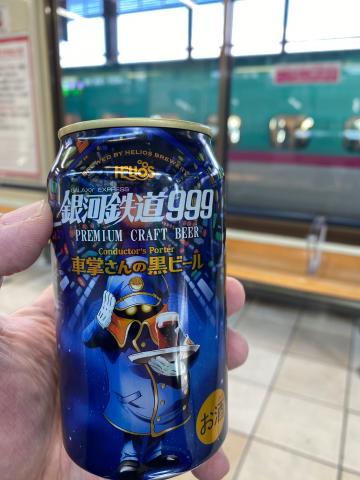 BREWED BY HELIOS BREWERY
HELIOS
GALAXY EXPRESS
銀河鉄道999
PREMIUM CRAFT BEER
Conductor's Porter
車掌さんの黒ビール
お酒